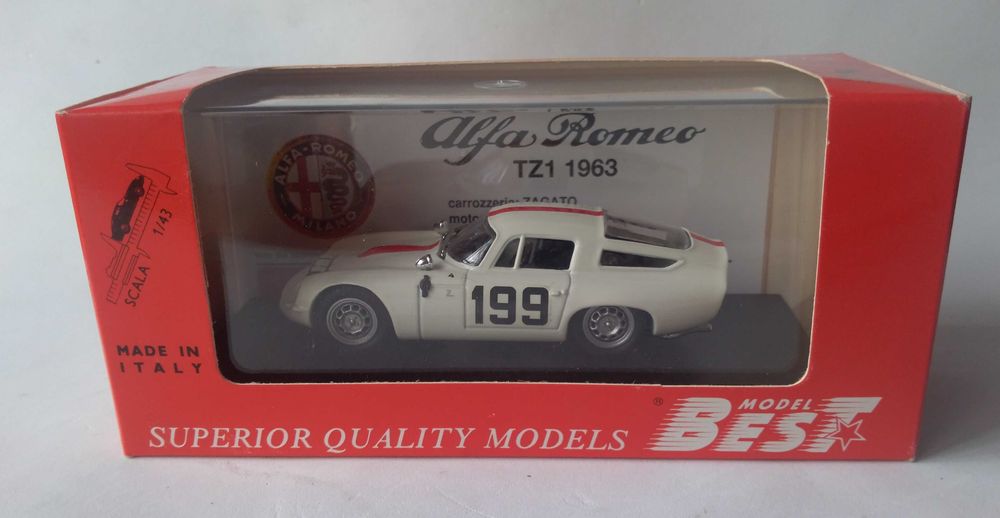 Alfa Romeo
TZ1 1963
ALFA-ROMEO
MILANO
carrozzeria: ZAGATO
199
SCALA 1/43
MADE IN
ITALY
SUPERIOR QUALITY MODELS
®
MODEL
BEST